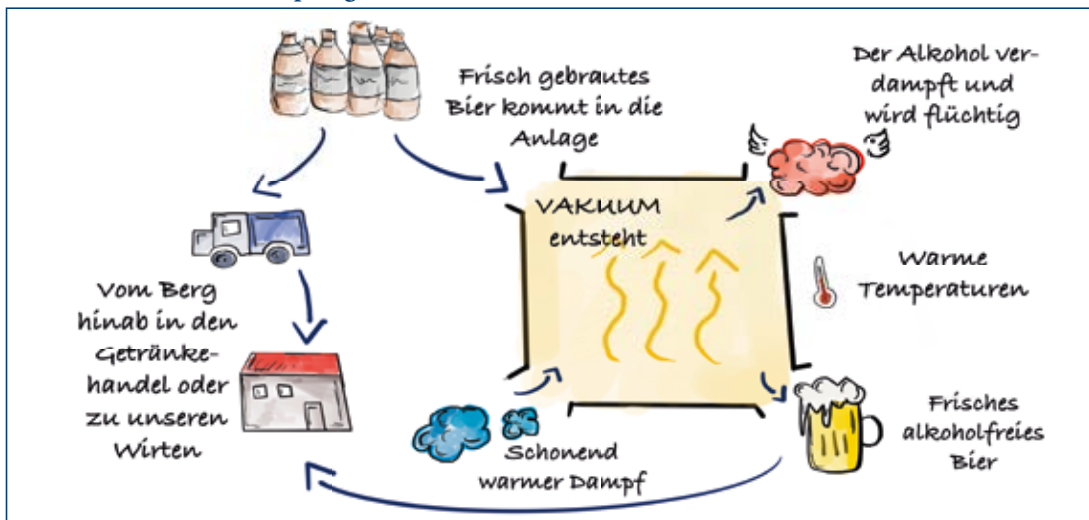 Frisch gebrautes
Bier kommt in die
Anlage
Der Alkohol ver-
dampft und
wird flüchtig
VAKUUM
entsteht
Warme
Temperaturen
Vom Berg
hinab in den
Getränke-
handel oder
zu unseren
Wirten
Schonend
warmer Dampf
Frisches
alkoholfreies
Bier